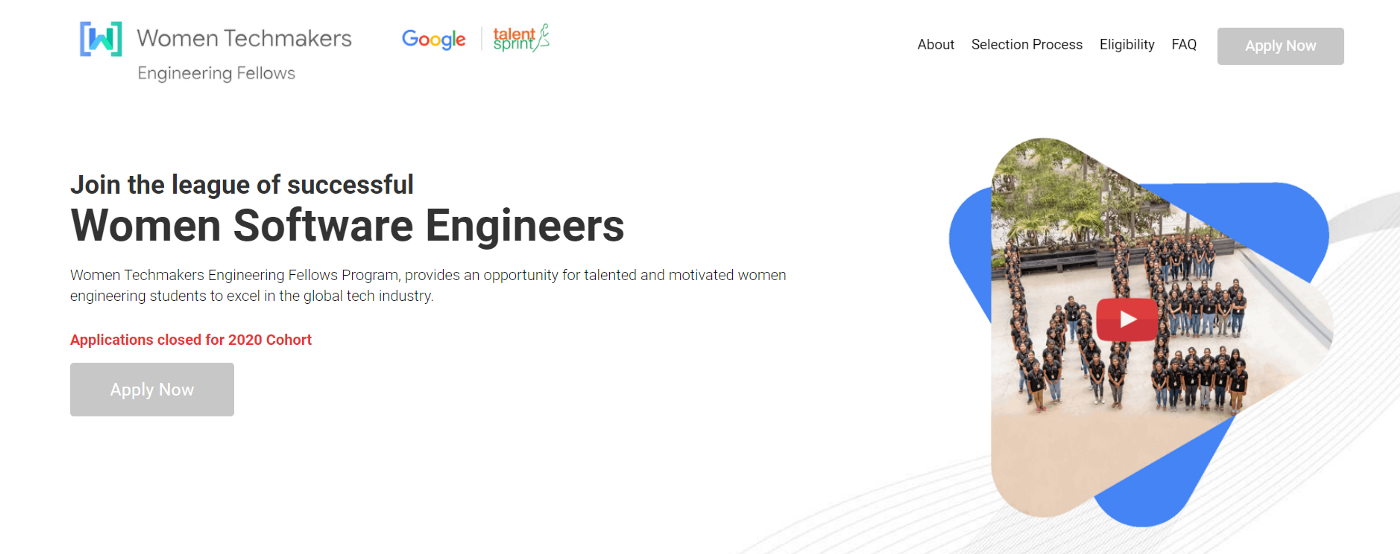 Women Techmakers
Engineering Fellows
Google
talent
sprint
About Selection Process Eligibility FAQ Apply Now
Join the league of successful
Women Software Engineers
Women Techmakers Engineering Fellows Program, provides an opportunity for talented and motivated women
engineering students to excel in the global tech industry.
Applications closed for 2020 Cohort
Apply Now